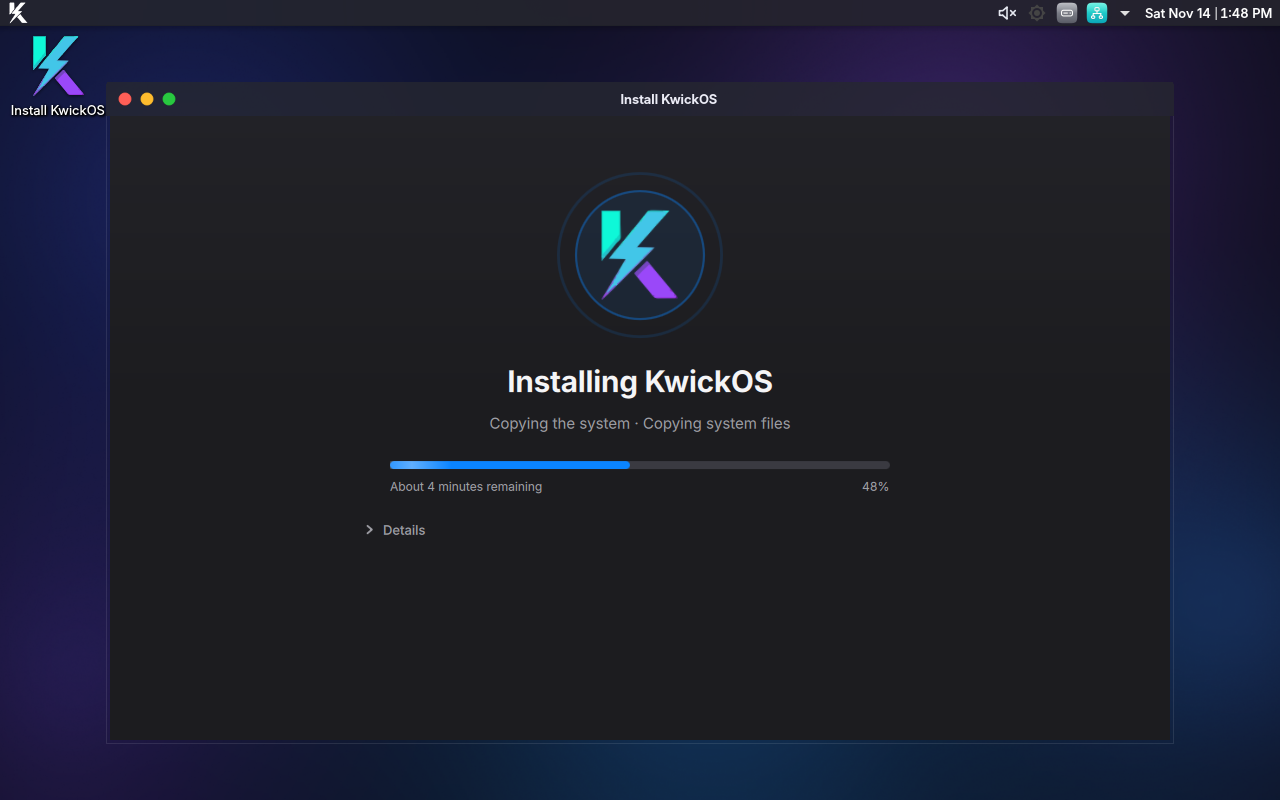 Sat Nov 14 | 1:48 PM
Install KwickOS
Install KwickOS
Installing KwickOS
Copying the system · Copying system files
About 4 minutes remaining
48%
Details